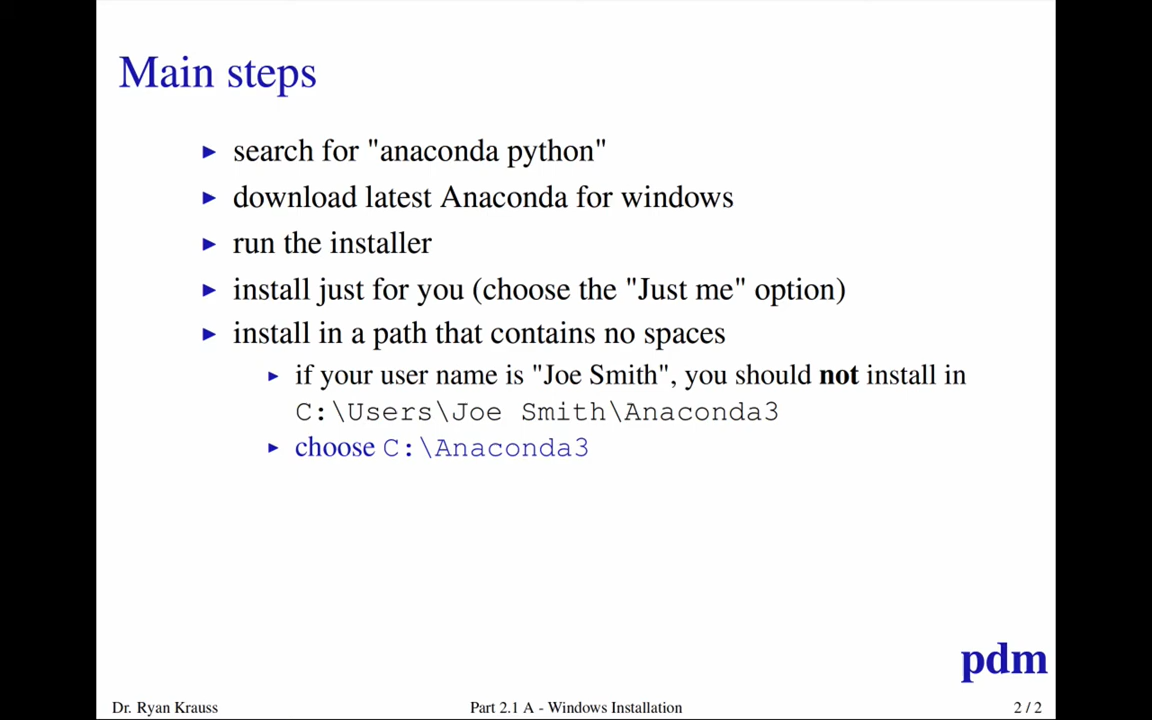 Main steps
search for "anaconda python"
download latest Anaconda for windows
run the installer
install just for you (choose the "Just me" option)
install in a path that contains no spaces
if your user name is "Joe Smith", you should not install in
C:\Users\Joe Smith\Anaconda3
choose C:\Anaconda3
pdm
Dr. Ryan Krauss
Part 2.1 A - Windows Installation
2 / 2